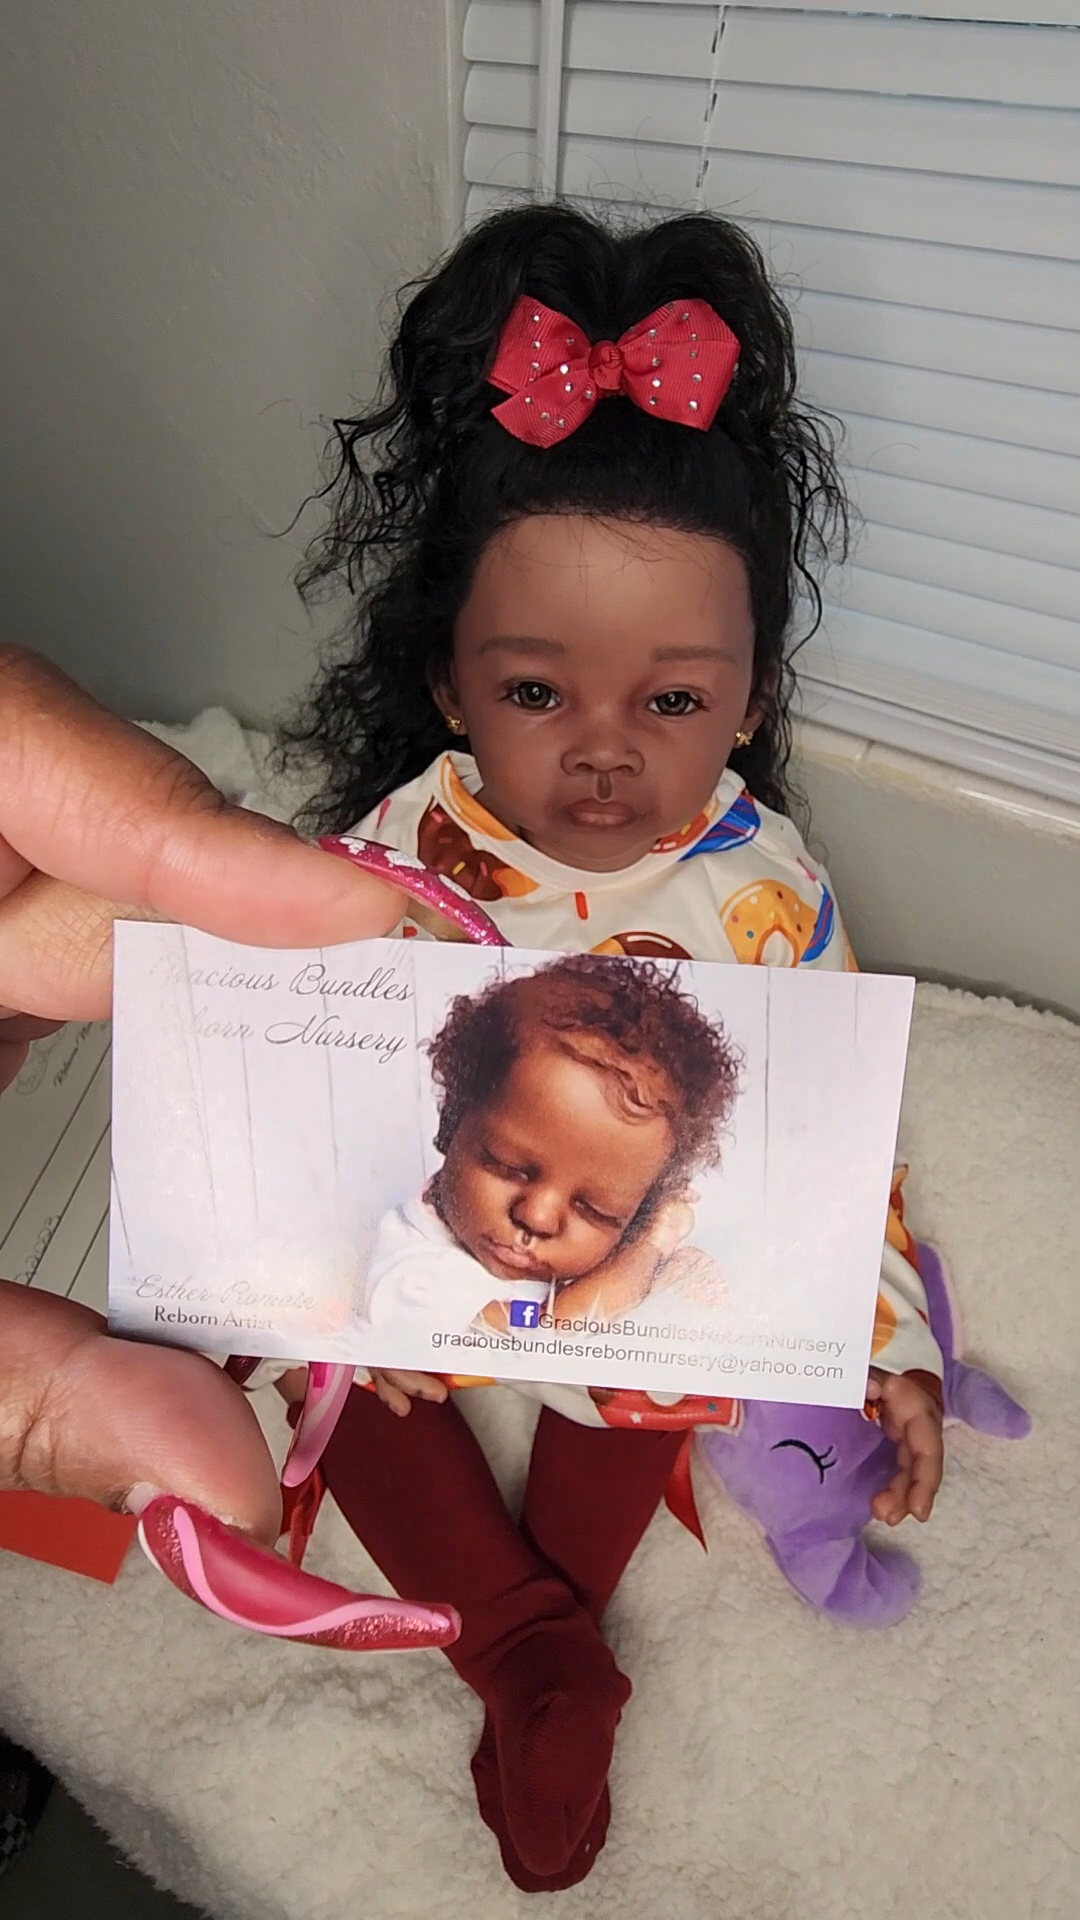 Gracious Bundles
Reborn Nursery
Esther Romain
Reborn Artist
GraciousBundlesRebornNursery
graciousbundlesrebornnursery@yahoo.com